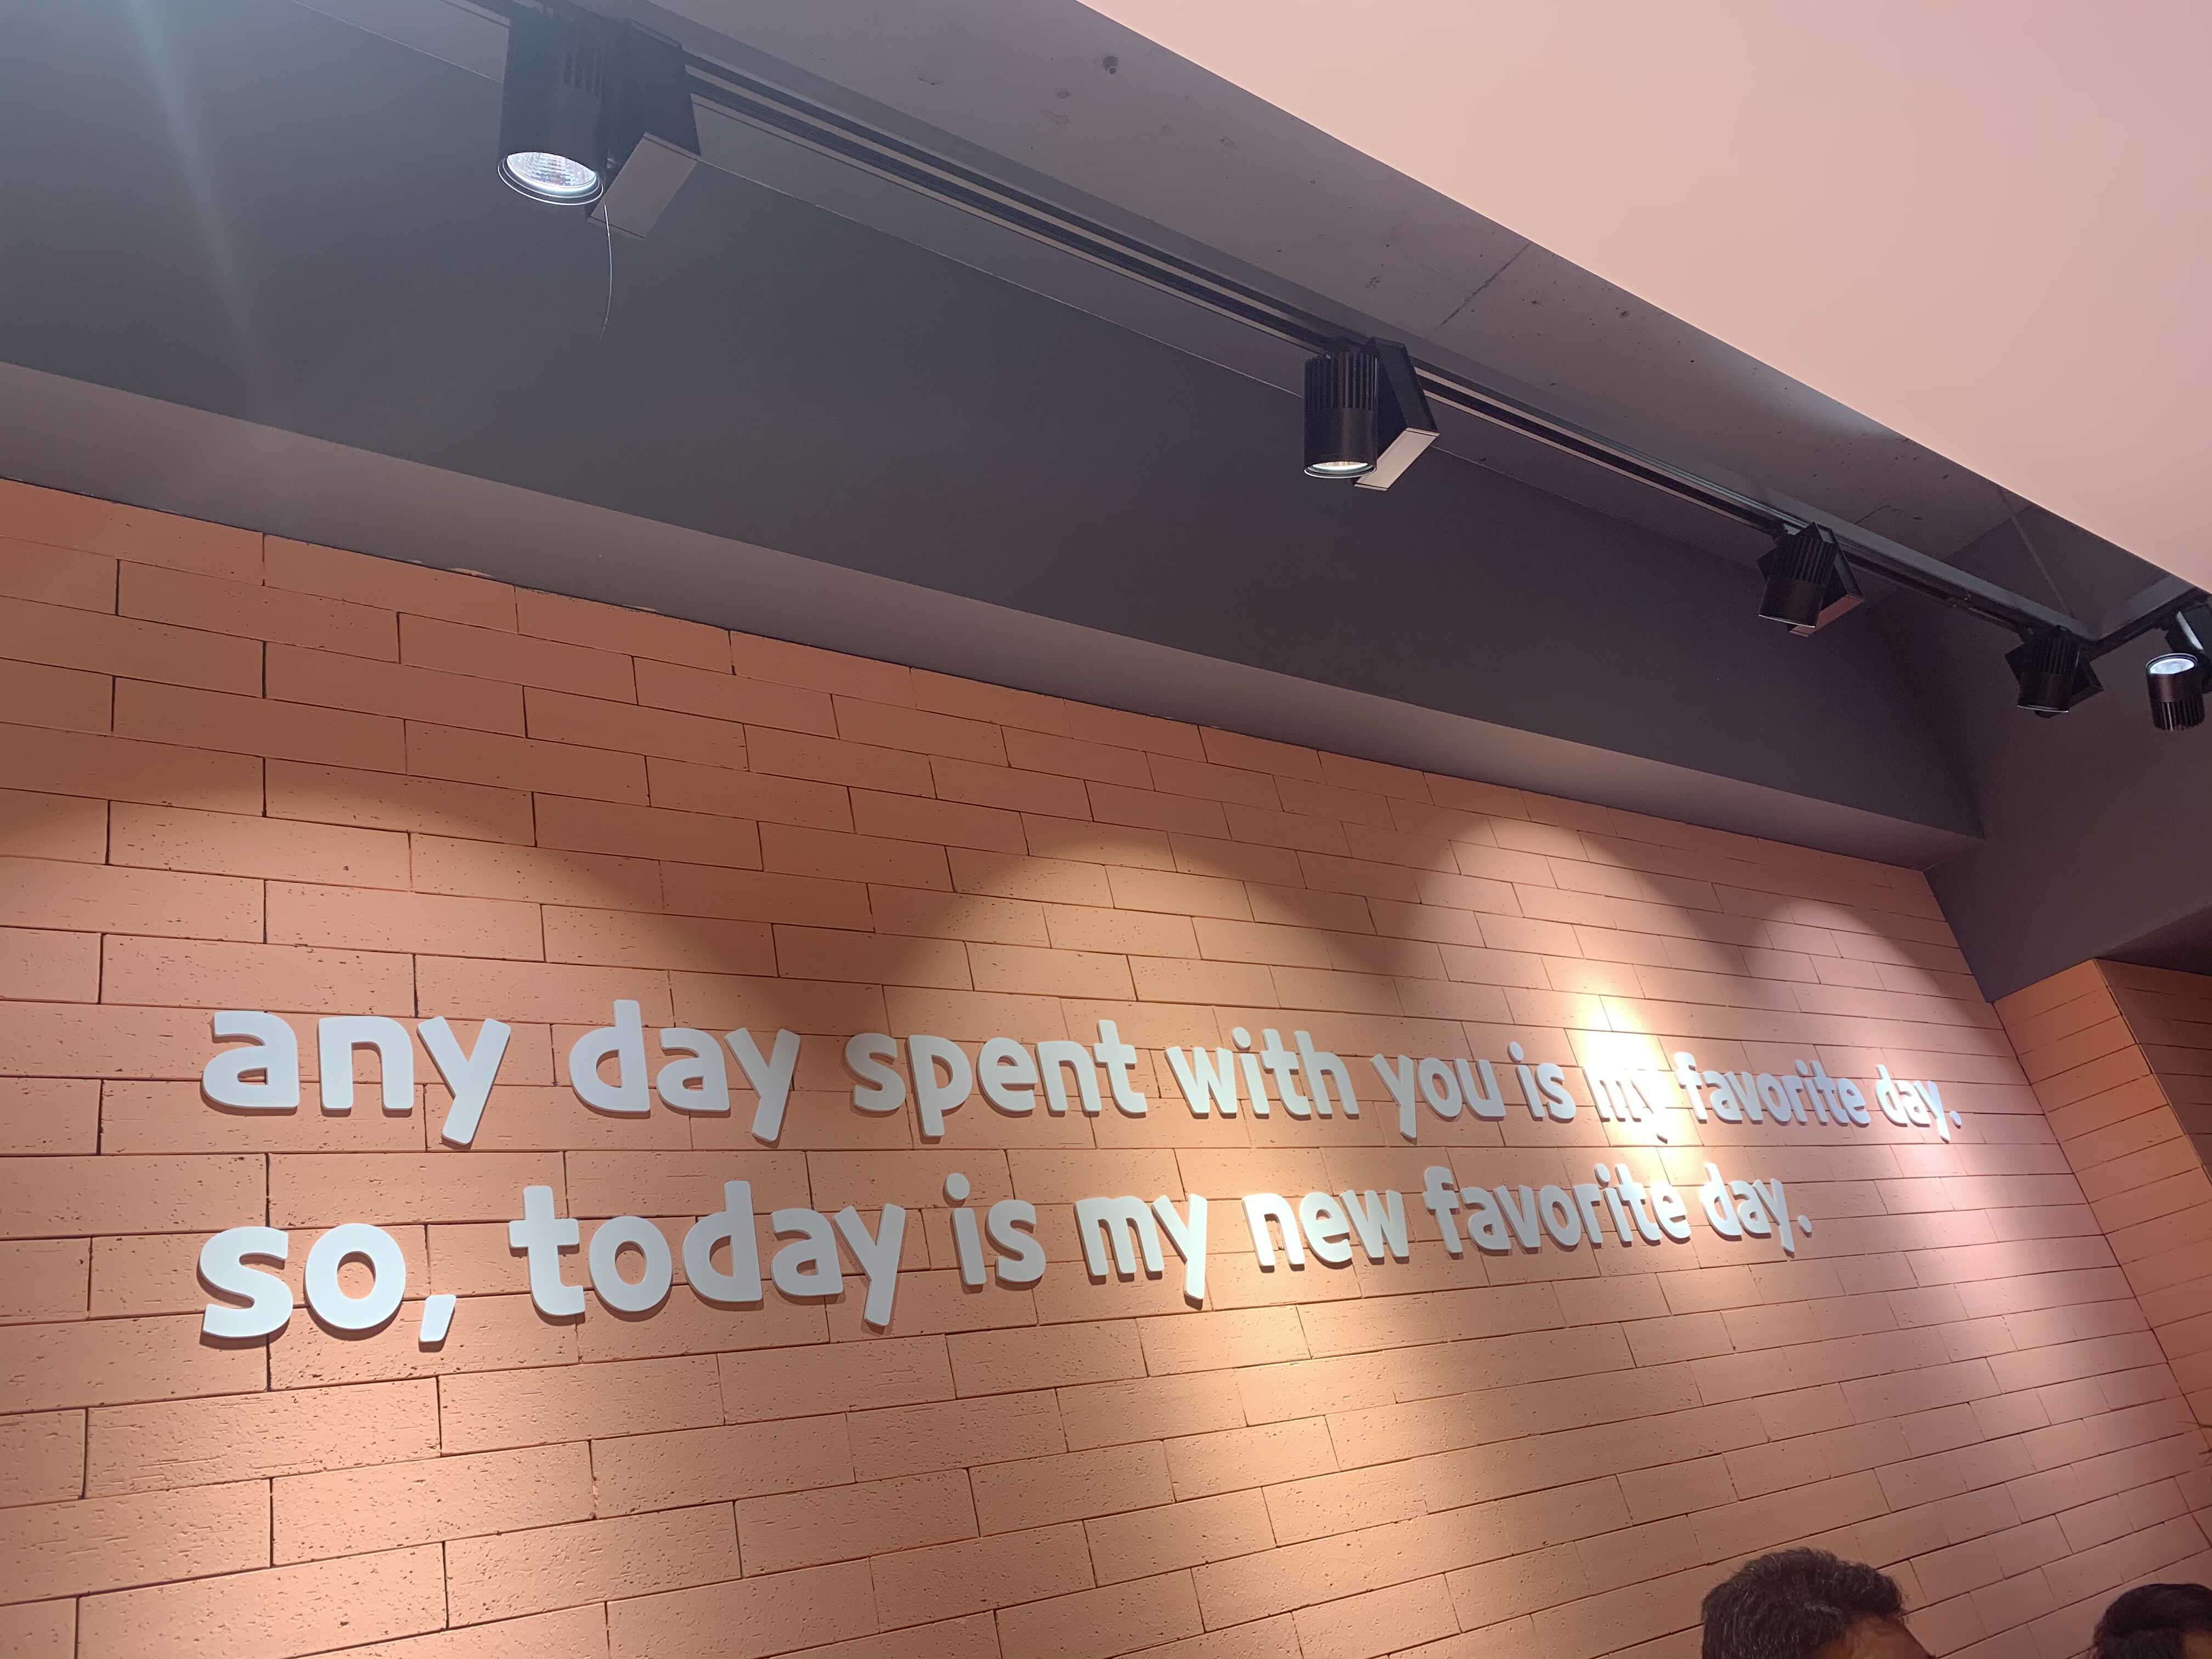 any day spent with you is my favorite day.
so, today is my new favorite day.